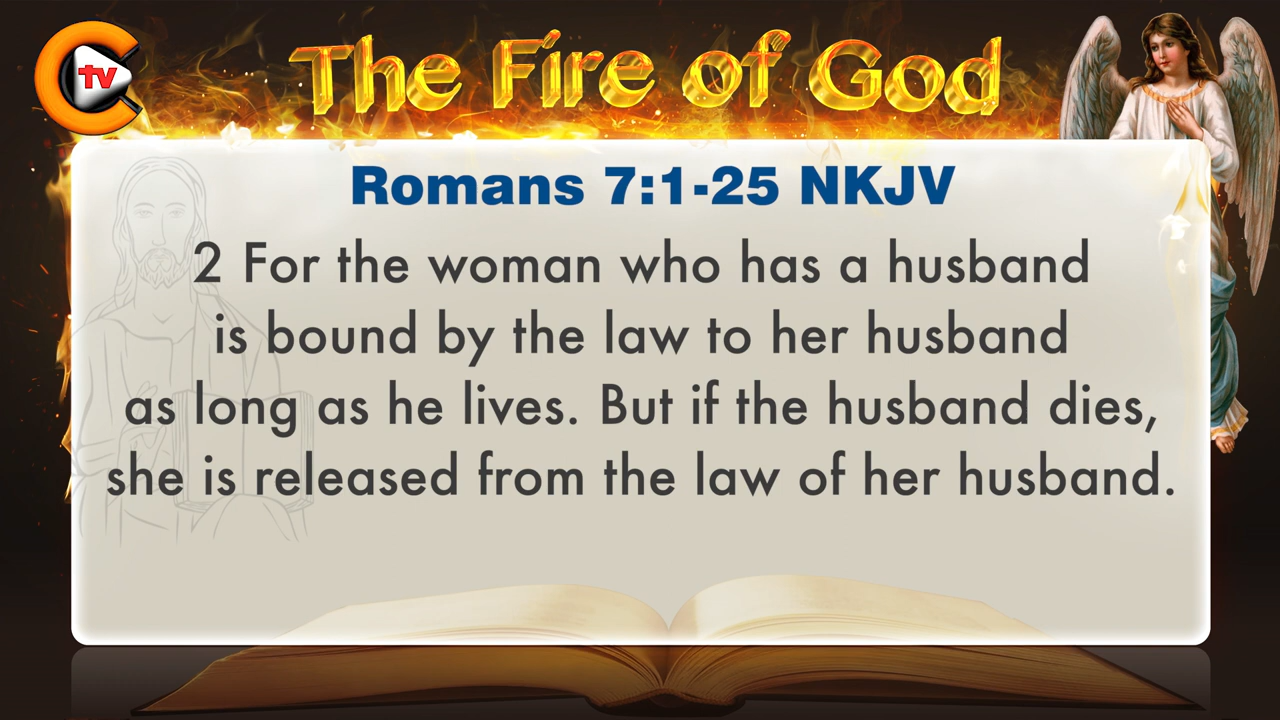 tv
The Fire of God
Romans 7:1-25 NKJV
2 For the woman who has a husband
is bound by the law to her husband
as long as he lives. But if the husband dies,
she is released from the law of her husband.